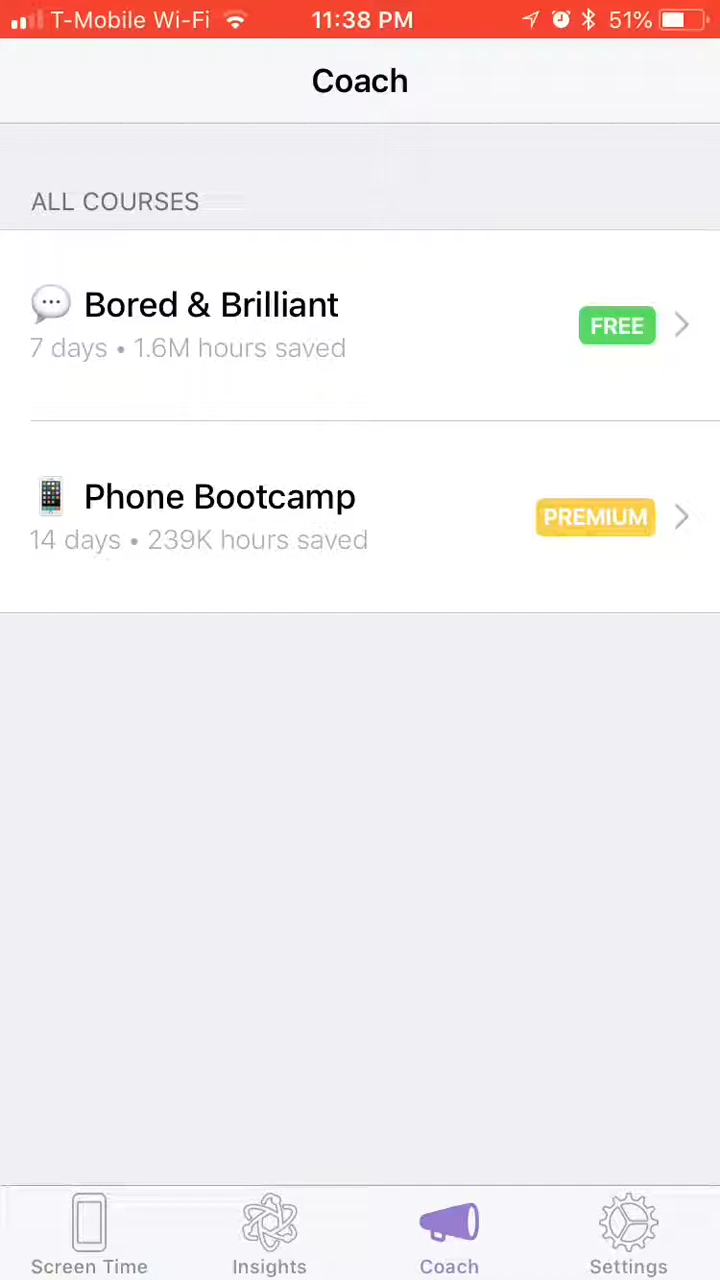 T-Mobile Wi-Fi 11:38 PM 51%
Coach
ALL COURSES
Bored & Brilliant
7 days • 1.6M hours saved
FREE
Phone Bootcamp
14 days • 239K hours saved
PREMIUM
Screen Time Insights Coach Settings